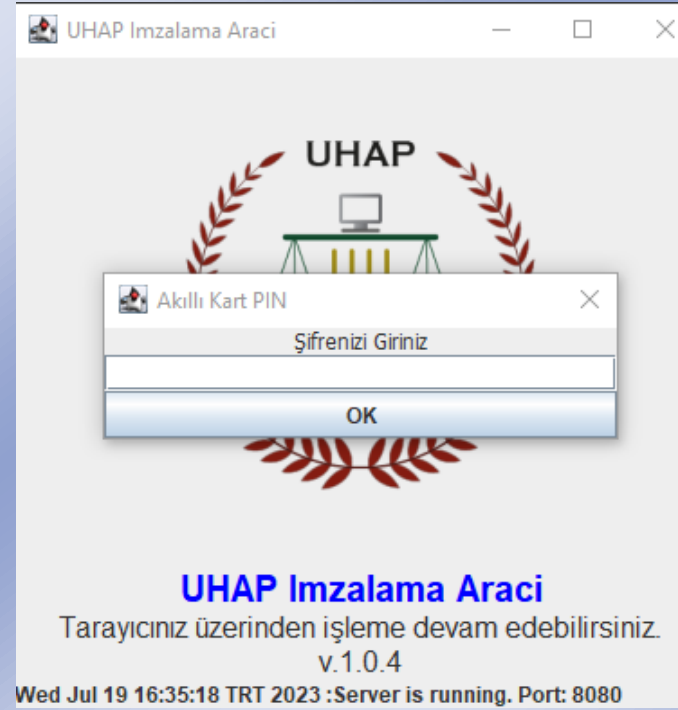 UHAP Imzalama Araci
UHAP
Akıllı Kart PIN
Şifrenizi Giriniz
OK
UHAP Imzalama Araci
Tarayıcınız üzerinden işleme devam edebilirsiniz.
v.1.0.4
Wed Jul 19 16:35:18 TRT 2023 :Server is running. Port: 8080